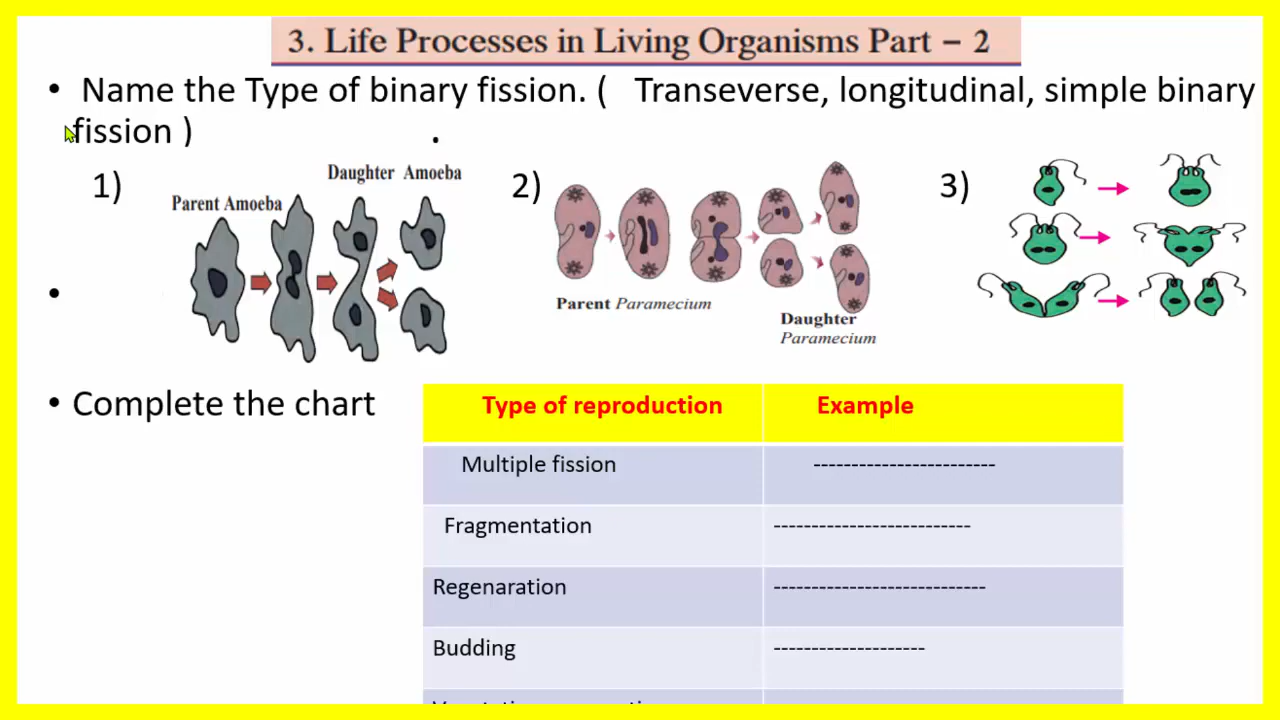 3. Life Processes in Living Organisms Part – 2
• Name the Type of binary fission. ( Transeverse, longitudinal, simple binary
fission ) .
1)
Parent Amoeba
Daughter Amoeba
2)
Parent Paramecium
Daughter
Paramecium
3)
•
• Complete the chart
Type of reproduction Example
Multiple fission ------------------------
Fragmentation --------------------------
Regenaration ----------------------------
Budding --------------------